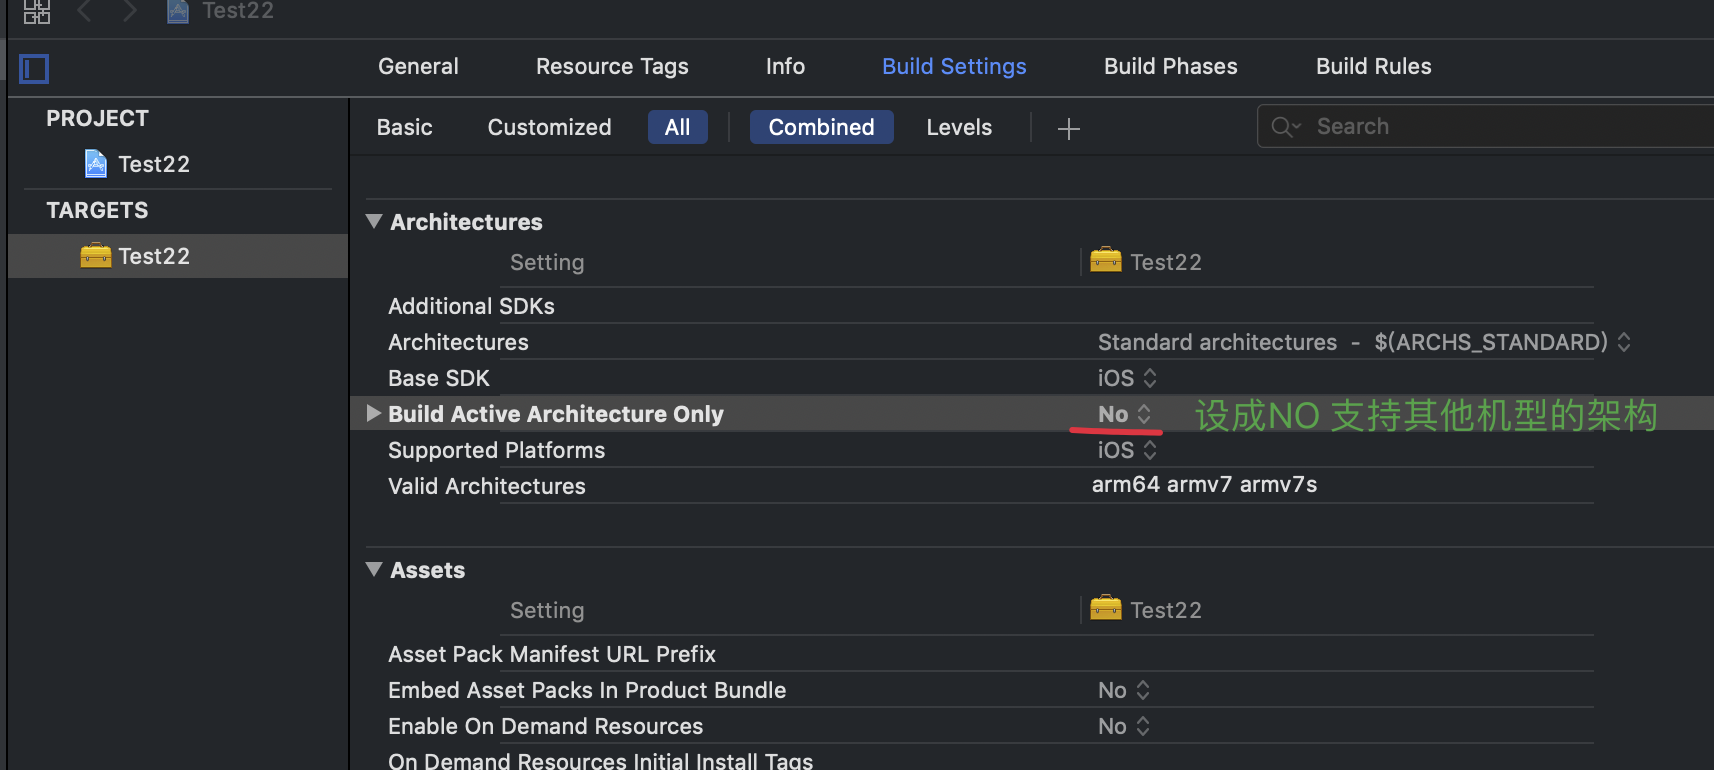 Test22
General Resource Tags Info Build Settings Build Phases Build Rules
PROJECT
Test22
TARGETS
Test22
Basic Customized All Combined Levels Search
Architectures
Setting Test22
Additional SDKs
Architectures Standard architectures - $(ARCHS_STANDARD)
Base SDK iOS
Build Active Architecture Only No 设成NO 支持其他机型的架构
Supported Platforms iOS
Valid Architectures arm64 armv7 armv7s
Assets
Setting Test22
Asset Pack Manifest URL Prefix
Embed Asset Packs In Product Bundle No
Enable On Demand Resources No
On Demand Resources Initial Install Tags